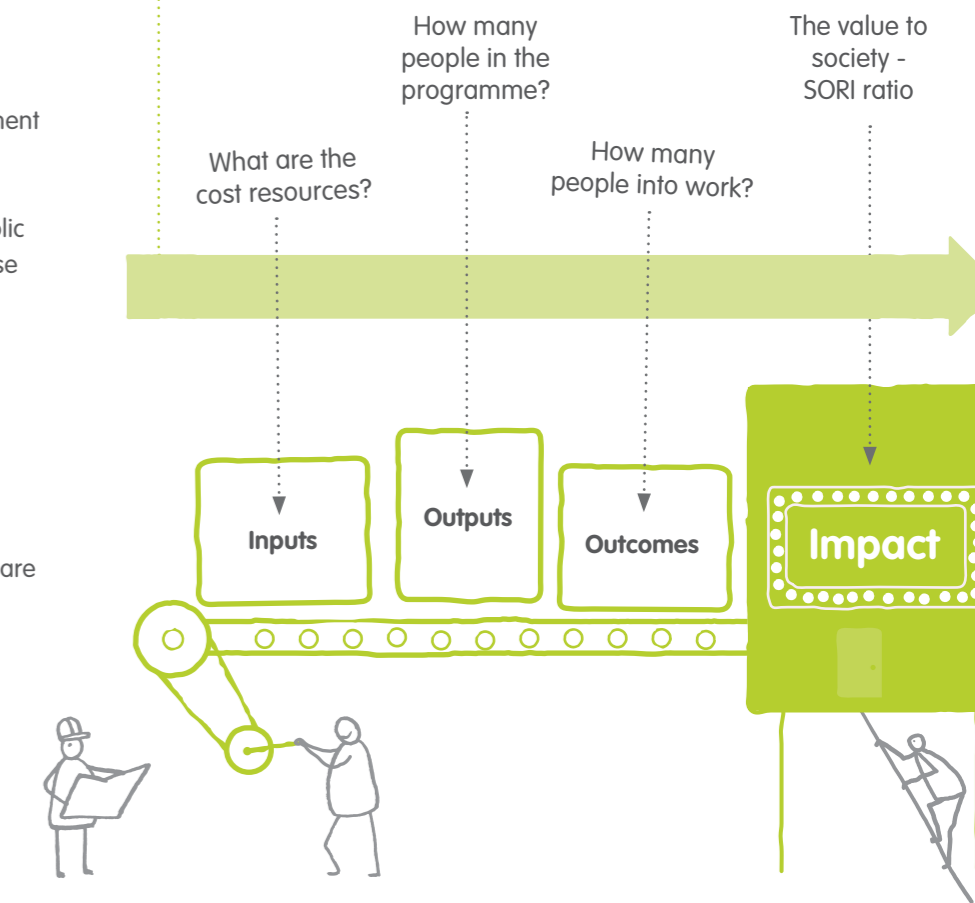 How many
people in the
programme?
The value to
society -
SORI ratio
What are the
cost resources?
How many
people into work?
are
Inputs
Outputs
Outcomes
Impact